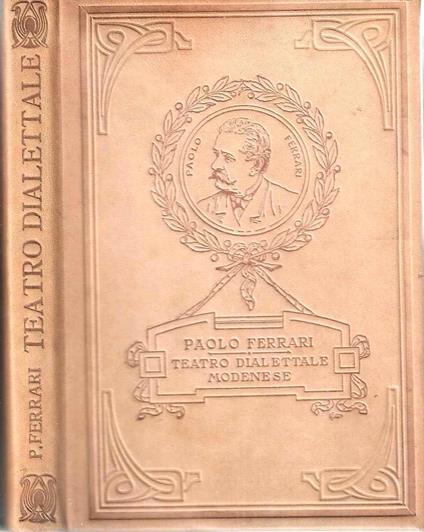 P. FERRARI TEATRO DIALETTALE
PAOLO FERRARI
PAOLO FERRARI
TEATRO DIALETTALE
MODENESE